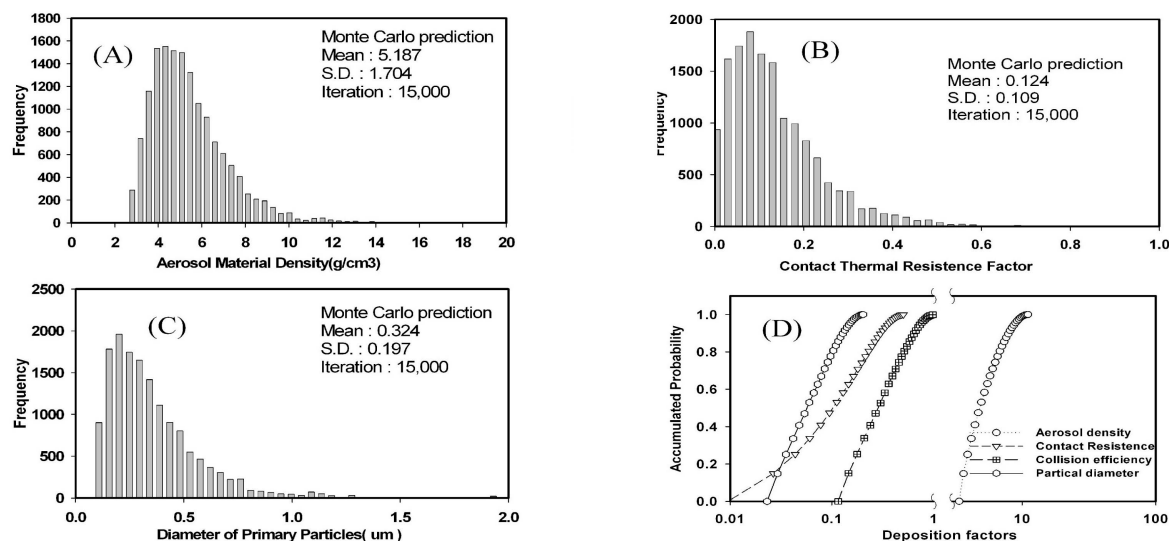 1800
1600
1400
1200
1000
800
600
400
200
0
Frequency
(A)
Monte Carlo prediction
Mean : 5.187
S.D. : 1.704
Iteration : 15,000
0 2 4 6 8 10 12 14 16 18 20
Aerosol Material Density(g/cm3)
2000
1500
1000
500
0
Frequency
(B)
Monte Carlo prediction
Mean : 0.124
S.D. : 0.109
Iteration : 15,000
0.0 0.2 0.4 0.6 0.8 1.0
Contact Thermal Resistence Factor
2500
2000
1500
1000
500
0
Frequency
(C)
Monte Carlo prediction
Mean : 0.324
S.D. : 0.197
Iteration : 15,000
0.0 0.5 1.0 1.5 2.0
Diameter of Primary Particles( um )
1.0
0.8
0.6
0.4
0.2
0.0
Accumulated Probability
(D)
Aerosol density
Contact Resistence
Collision efficiency
Partical diameter
0.01 0.1 1 10 100
Deposition factors